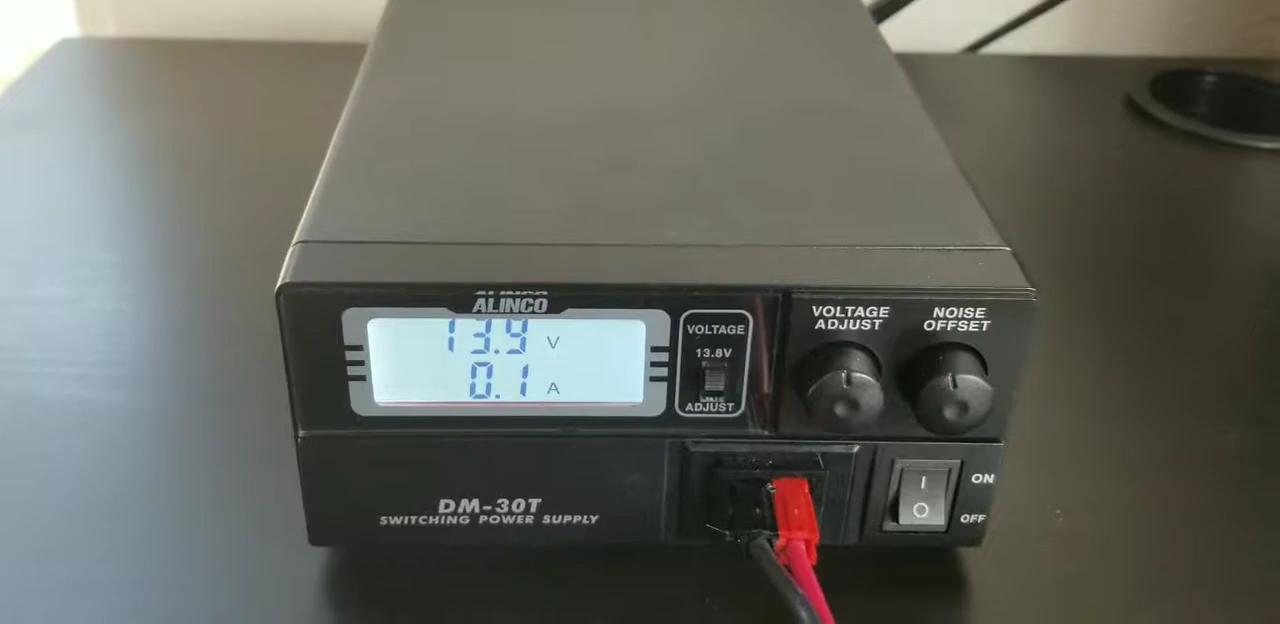 ALINCO
13.9 V
0.1 A
VOLTAGE
13.8V
ADJUST
VOLTAGE
ADJUST
NOISE
OFFSET
DM-30T
SWITCHING POWER SUPPLY
I
O
ON
OFF